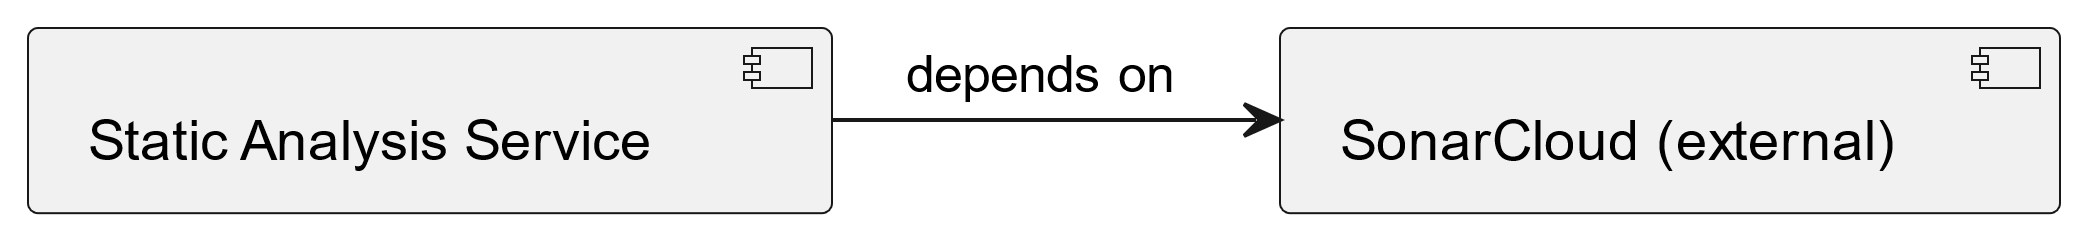 depends on
Static Analysis Service
SonarCloud (external)